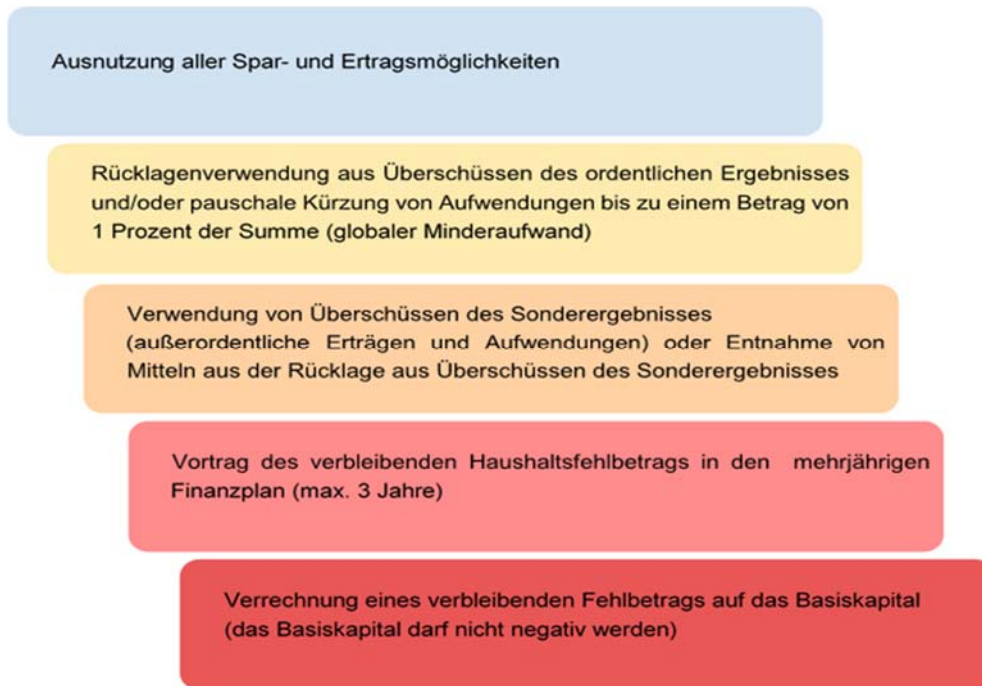 Ausnutzung aller Spar- und Ertragsmöglichkeiten
Rücklagenverwendung aus Überschüssen des ordentlichen Ergebnisses
und/oder pauschale Kürzung von Aufwendungen bis zu einem Betrag von
1 Prozent der Summe (globaler Minderaufwand)
Verwendung von Überschüssen des Sonderergebnisses
(außerordentliche Erträgen und Aufwendungen) oder Entnahme von
Mitteln aus der Rücklage aus Überschüssen des Sonderergebnisses
Vortrag des verbleibenden Haushaltsfehlbetrags in den mehrjährigen
Finanzplan (max. 3 Jahre)
Verrechnung eines verbleibenden Fehlbetrags auf das Basiskapital
(das Basiskapital darf nicht negativ werden)